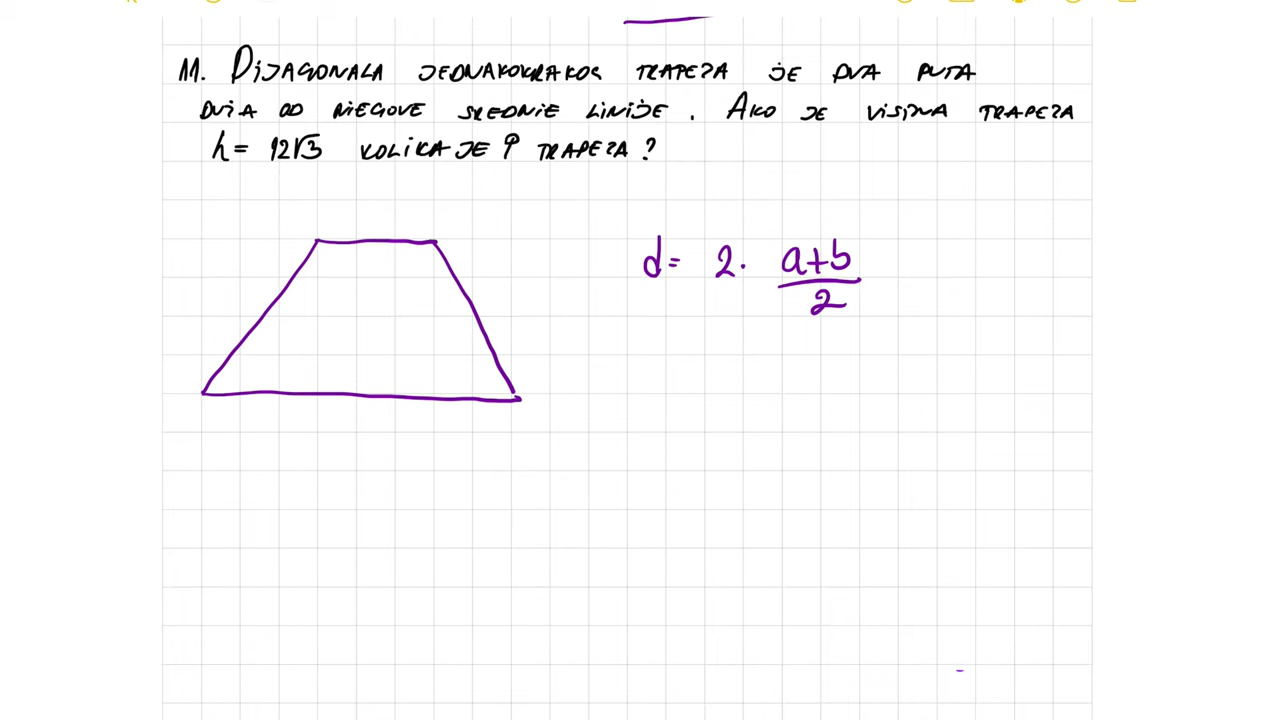 11. Dijagonala jednakokrakog trapeza je dva puta
duža od njegove srednje linije. Ako je visina trapeza
h = 12√3 kolika je P trapeza?
d = 2 · a+b
2